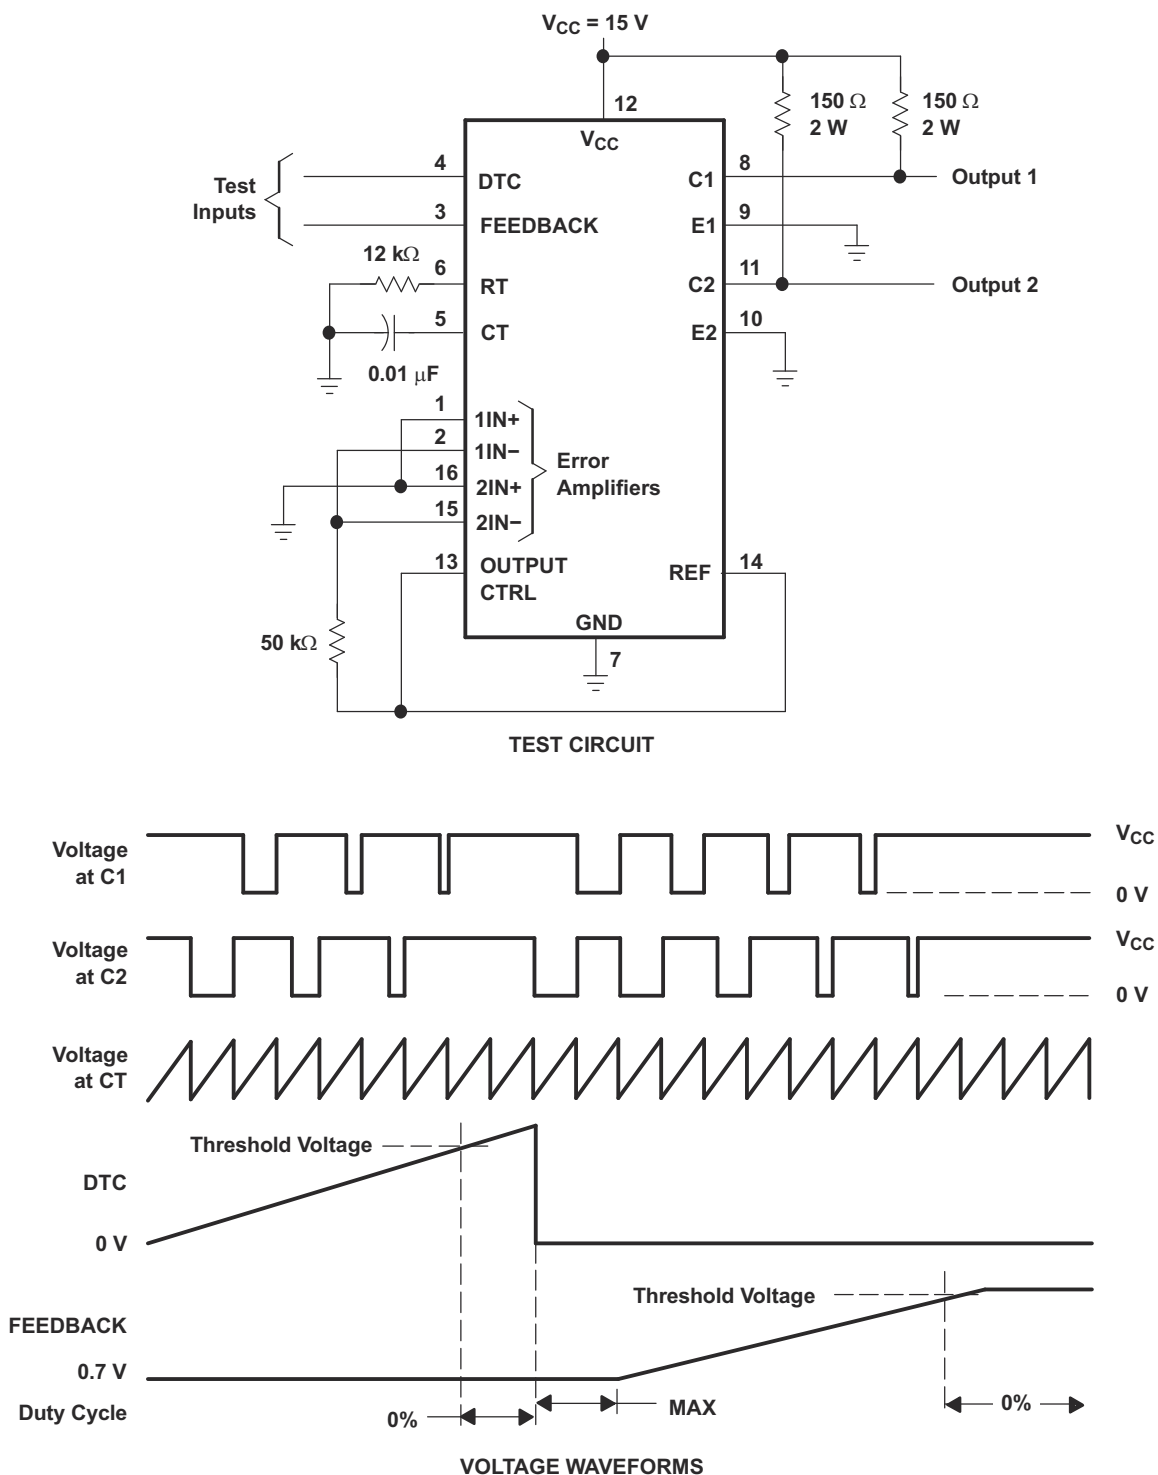 VCC = 15 V
12
150 Ω
2 W
150 Ω
2 W
VCC
Test
Inputs
4
DTC
C1
8
Output 1
3
FEEDBACK
E1
9
12 kΩ
6
RT
C2
11
Output 2
5
CT
E2
10
0.01 μF
1
1IN+
2
1IN−
16
2IN+
15
2IN−
Error
Amplifiers
13
OUTPUT
CTRL
REF
14
50 kΩ
GND
7
TEST CIRCUIT
Voltage
at C1
VCC
0 V
Voltage
at C2
VCC
0 V
Voltage
at CT
Threshold Voltage
DTC
0 V
Threshold Voltage
FEEDBACK
0.7 V
Duty Cycle
0%
MAX
0%
VOLTAGE WAVEFORMS